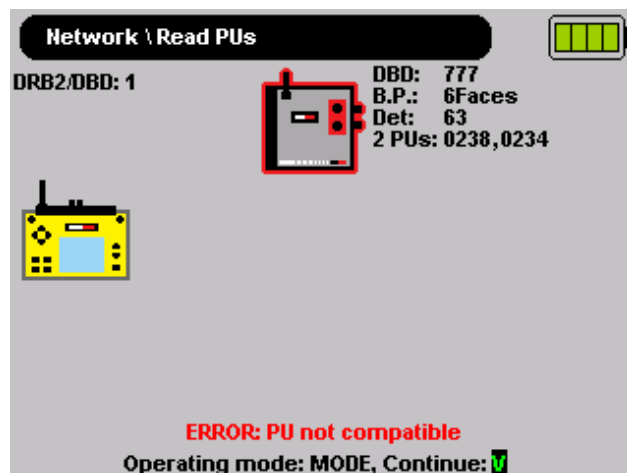 Network \ Read PUs
DRB2/DBD: 1
DBD: 777
B.P.: 6Faces
Det: 63
2 PUs: 0238,0234
ERROR: PU not compatible
Operating mode: MODE, Continue: V